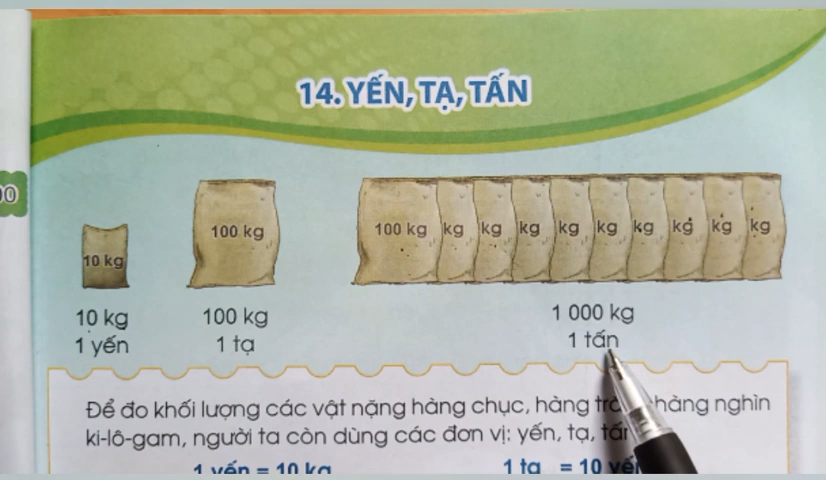 14. YẾN, TẠ, TẤN
10 kg
100 kg
100 kg kg kg kg kg kg kg kg kg kg
10 kg
1 yến
100 kg
1 tạ
1 000 kg
1 tấn
Để đo khối lượng các vật nặng hàng chục, hàng hàng nghìn
ki-lô-gam, người ta còn dùng các đơn vị: yến, tạ,
1 yến = 10 kg
1 tạ = 10